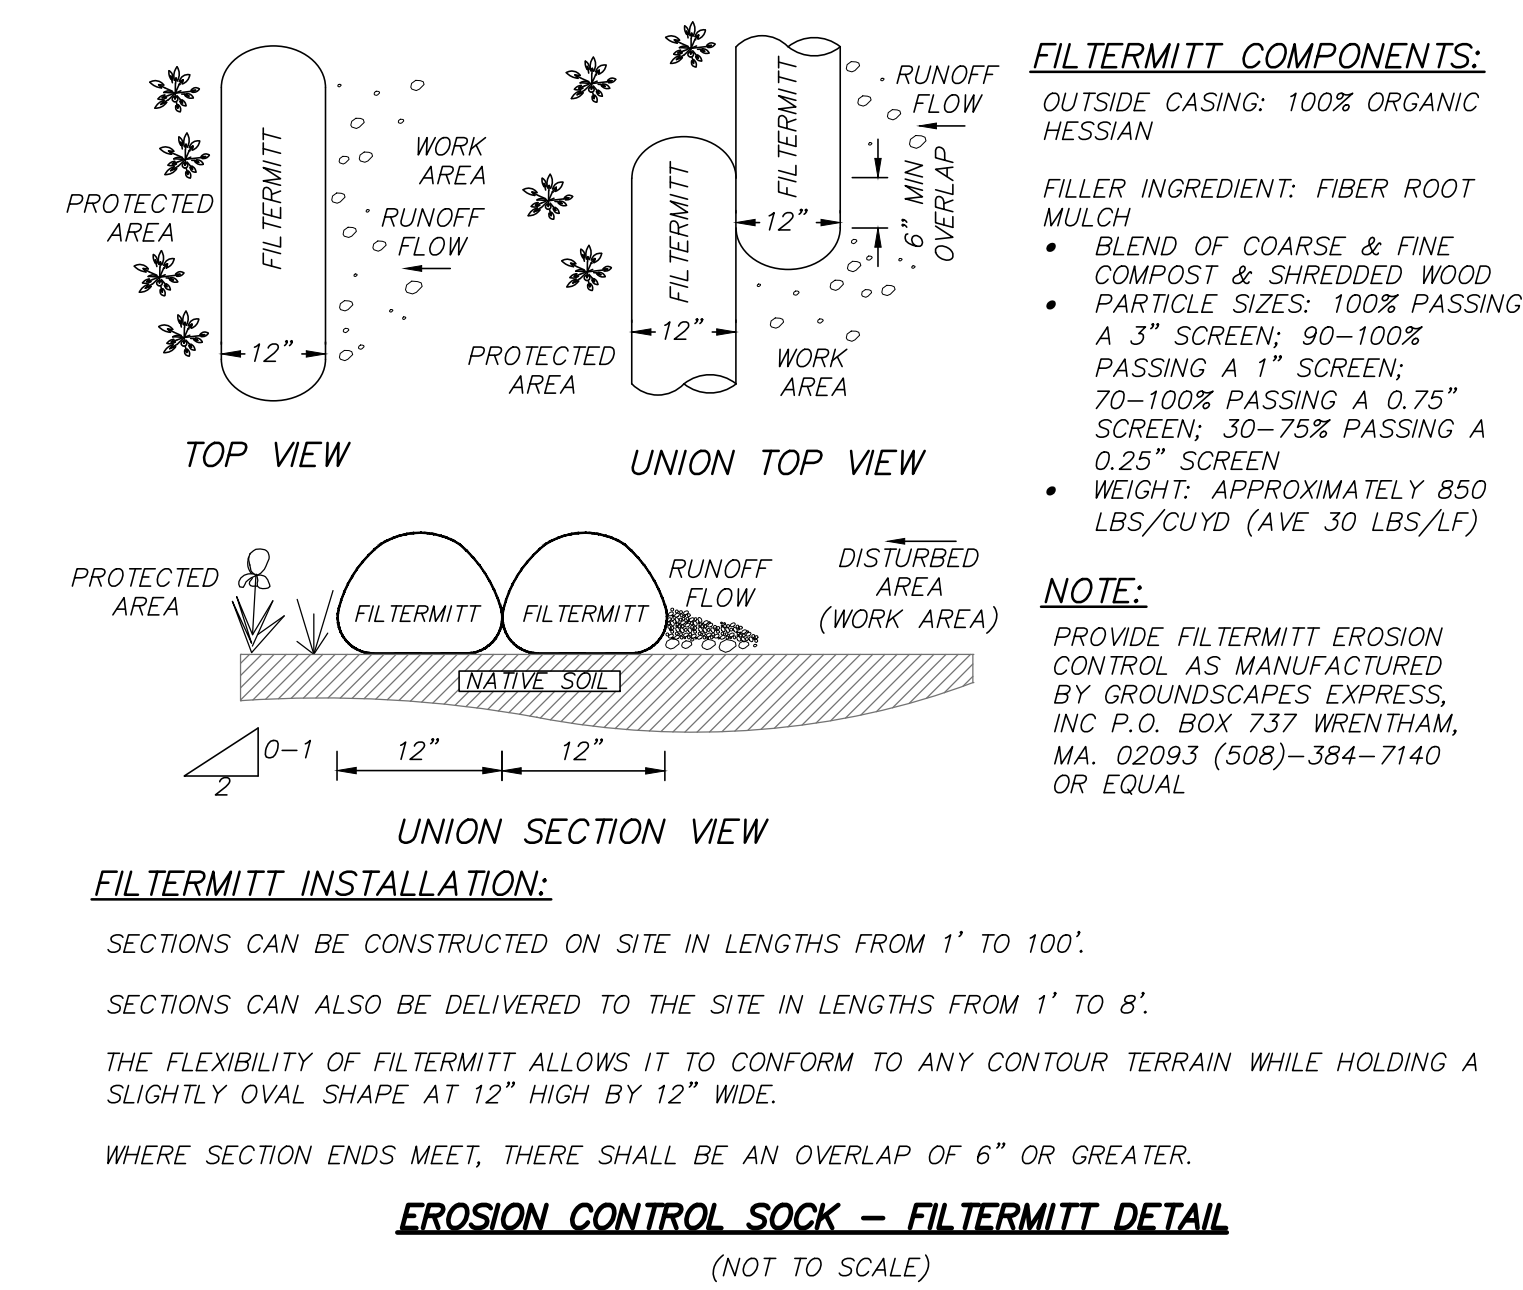 FILTERMITT
PROTECTED
AREA
WORK
AREA
RUNOFF
FLOW
12”
TOP VIEW
FILTERMITT
FILTERMITT
RUNOFF
FLOW
6” MIN
OVERLAP
12”
12”
PROTECTED
AREA
WORK
AREA
UNION TOP VIEW
PROTECTED
AREA
FILTERMITT
FILTERMITT
RUNOFF
FLOW
DISTURBED
AREA
(WORK AREA)
NATIVE SOIL
0–1
2
12”
12”
UNION SECTION VIEW
FILTERMITT COMPONENTS:
OUTSIDE CASING: 100% ORGANIC
HESSIAN
FILLER INGREDIENT: FIBER ROOT
MULCH
• BLEND OF COARSE & FINE
COMPOST & SHREDDED WOOD
• PARTICLE SIZES: 100% PASSING
A 3” SCREEN; 90–100%
PASSING A 1” SCREEN;
70–100% PASSING A 0.75”
SCREEN; 30–75% PASSING A
0.25” SCREEN
• WEIGHT: APPROXIMATELY 850
LBS/CUYD (AVE 30 LBS/LF)
NOTE:
PROVIDE FILTERMITT EROSION
CONTROL AS MANUFACTURED
BY GROUNDSCAPES EXPRESS,
INC P.O. BOX 737 WRENTHAM,
MA. 02093 (508)–384–7140
OR EQUAL
FILTERMITT INSTALLATION:
SECTIONS CAN BE CONSTRUCTED ON SITE IN LENGTHS FROM 1’ TO 100’.
SECTIONS CAN ALSO BE DELIVERED TO THE SITE IN LENGTHS FROM 1’ TO 8’.
THE FLEXIBILITY OF FILTERMITT ALLOWS IT TO CONFORM TO ANY CONTOUR TERRAIN WHILE HOLDING A
SLIGHTLY OVAL SHAPE AT 12” HIGH BY 12” WIDE.
WHERE SECTION ENDS MEET, THERE SHALL BE AN OVERLAP OF 6” OR GREATER.
EROSION CONTROL SOCK – FILTERMITT DETAIL
(NOT TO SCALE)